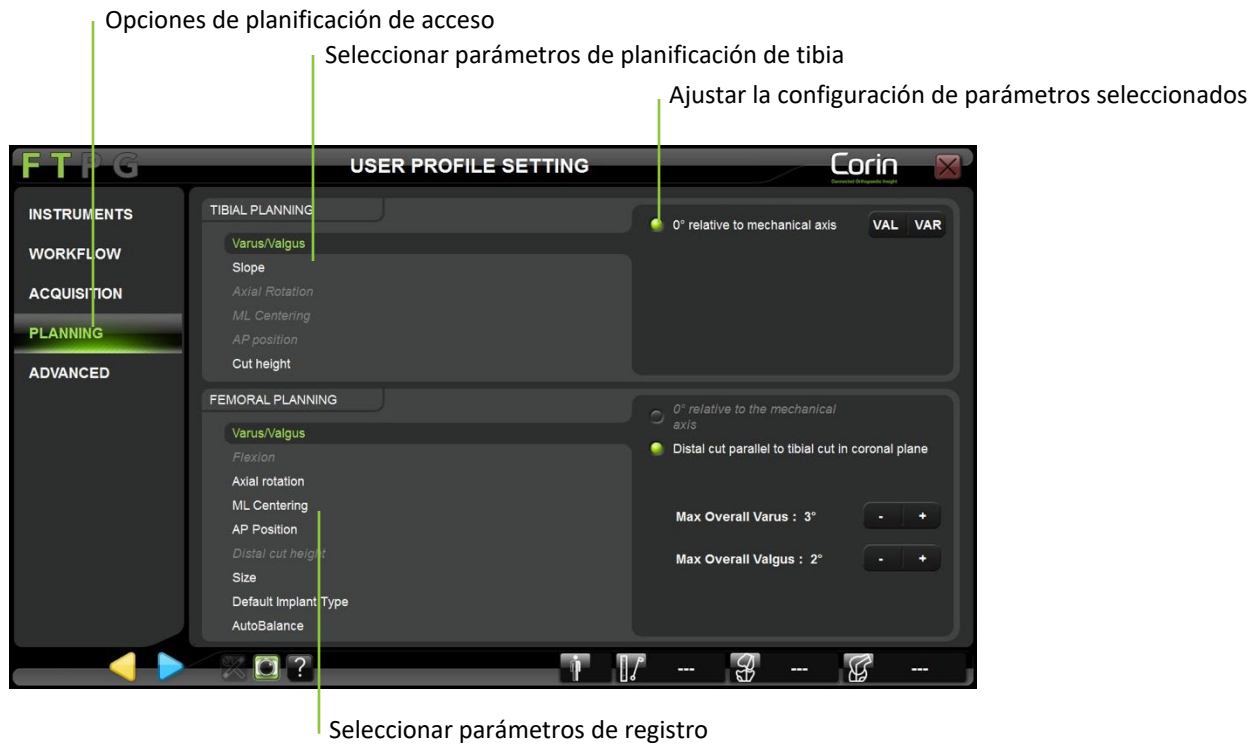 Opciones de planificación de acceso
Seleccionar parámetros de planificación de tibia
Ajustar la configuración de parámetros seleccionados
FTPG
USER PROFILE SETTING
Corin
Connected Orthopaedic Insight
INSTRUMENTS
WORKFLOW
ACQUISITION
PLANNING
ADVANCED
TIBIAL PLANNING
Varus/Valgus
Slope
Axial Rotation
ML Centering
AP position
Cut height
0° relative to mechanical axis
VAL VAR
FEMORAL PLANNING
Varus/Valgus
Flexion
Axial rotation
ML Centering
AP Position
Distal cut height
Size
Default Implant Type
AutoBalance
0° relative to the mechanical
axis
Distal cut parallel to tibial cut in coronal plane
Max Overall Varus : 3° - +
Max Overall Valgus : 2° - +
? --- --- ---
Seleccionar parámetros de registro